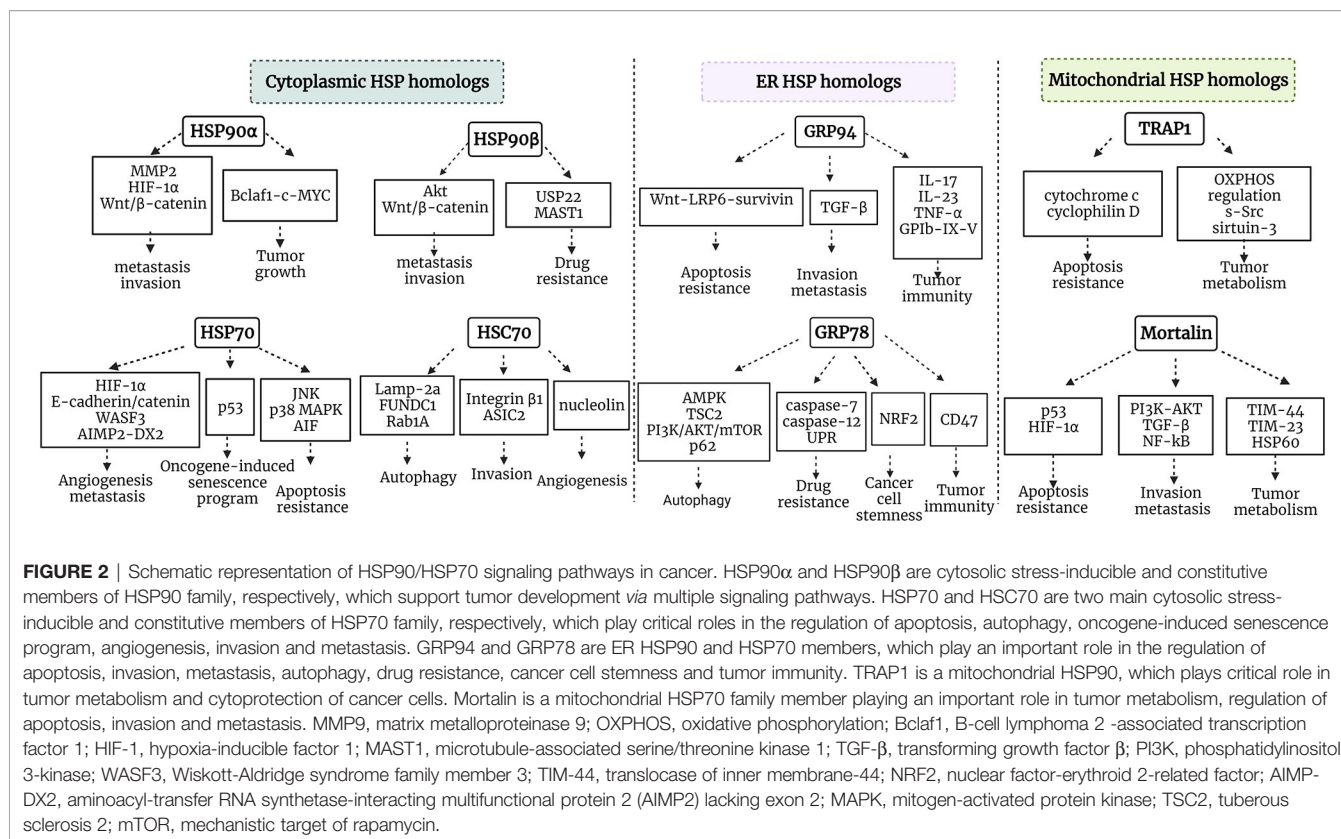 Cytoplasmic HSP homologs
HSP90α
MMP2
HIF-1α
Wnt/β-catenin
metastasis
invasion
Bclaf1-c-MYC
Tumor
growth
HSP90β
Akt
Wnt/β-catenin
metastasis
invasion
USP22
MAST1
Drug
resistance
HSP70
HIF-1α
E-cadherin/catenin
WASF3
AIMP2-DX2
Angiogenesis
metastasis
p53
Oncogene-induced
senescence
program
JNK
p38 MAPK
AIF
Apoptosis
resistance
HSC70
Lamp-2a
FUNDC1
Rab1A
Autophagy
Integrin β1
ASIC2
Invasion
nucleolin
Angiogenesis
ER HSP homologs
GRP94
Wnt-LRP6-survivin
Apoptosis
resistance
TGF-β
Invasion
metastasis
IL-17
IL-23
TNF-α
GPIb-IX-V
Tumor
immunity
GRP78
AMPK
TSC2
PI3K/AKT/mTOR
p62
Autophagy
caspase-7
caspase-12
UPR
Drug
resistance
NRF2
Cancer
cell
stemness
CD47
Tumor
immunity
Mitochondrial HSP homologs
TRAP1
cytochrome c
cyclophilin D
Apoptosis
resistance
OXPHOS
regulation
s-Src
sirtuin-3
Tumor
metabolism
Mortalin
p53
HIF-1α
Apoptosis
resistance
PI3K-AKT
TGF-β
NF-kB
Invasion
metastasis
TIM-44
TIM-23
HSP60
Tumor
metabolism
FIGURE 2 | Schematic representation of HSP90/HSP70 signaling pathways in cancer. HSP90α and HSP90β are cytosolic stress-inducible and constitutive
members of HSP90 family, respectively, which support tumor development via multiple signaling pathways. HSP70 and HSC70 are two main cytosolic stress-
inducible and constitutive members of HSP70 family, respectively, which play critical roles in the regulation of apoptosis, autophagy, oncogene-induced senescence
program, angiogenesis, invasion and metastasis. GRP94 and GRP78 are ER HSP90 and HSP70 members, which play an important role in the regulation of
apoptosis, invasion, metastasis, autophagy, drug resistance, cancer cell stemness and tumor immunity. TRAP1 is a mitochondrial HSP90, which plays critical role in
tumor metabolism and cytoprotection of cancer cells. Mortalin is a mitochondrial HSP70 family member playing an important role in tumor metabolism, regulation of
apoptosis, invasion and metastasis. MMP9, matrix metalloproteinase 9; OXPHOS, oxidative phosphorylation; Bclaf1, B-cell lymphoma 2 -associated transcription
factor 1; HIF-1, hypoxia-inducible factor 1; MAST1, microtubule-associated serine/threonine kinase 1; TGF-β, transforming growth factor β; PI3K, phosphatidylinositol
3-kinase; WASF3, Wiskott-Aldridge syndrome family member 3; TIM-44, translocase of inner membrane-44; NRF2, nuclear factor-erythroid 2-related factor; AIMP-
DX2, aminoacyl-transfer RNA synthetase-interacting multifunctional protein 2 (AIMP2) lacking exon 2; MAPK, mitogen-activated protein kinase; TSC2, tuberous
sclerosis 2; mTOR, mechanistic target of rapamycin.